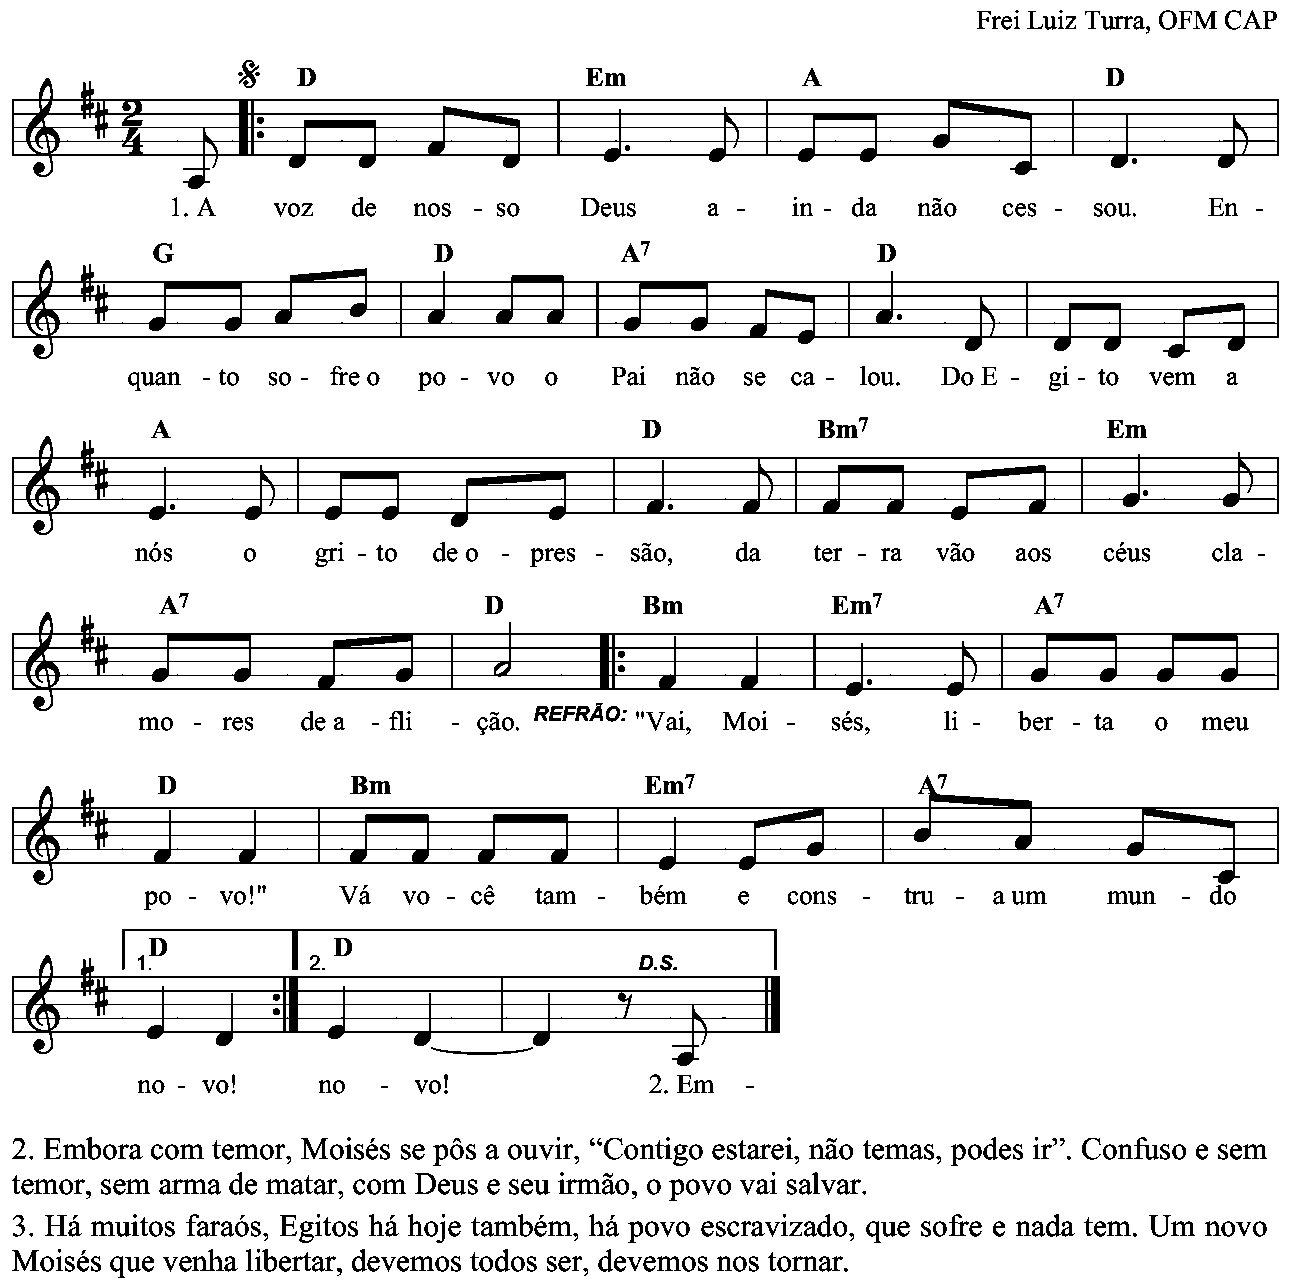 Frei Luiz Turra, OFM CAP
D Em A D
1. A voz de nos - so Deus a - in - da não ces - sou. En -
G D A7 D
quan - to so - fre o po - vo o Pai não se ca - lou. Do E - gi - to vem a
A D Bm7 Em
nós o gri - to de o - pres - são, da ter - ra vão aos céus cla -
A7 D Bm Em7 A7
mo - res de a - fli - ção. REFRÃO: "Vai, Moi - sés, li - ber - ta o meu
D Bm Em7 A7
po - vo!" Vá vo - cê tam - bém e cons - tru - a um mun - do
1. D 2. D D.S.
no - vo! no - vo! 2. Em -
2. Embora com temor, Moisés se pôs a ouvir, “Contigo estarei, não temas, podes ir”. Confuso e sem
temor, sem arma de matar, com Deus e seu irmão, o povo vai salvar.
3. Há muitos faraós, Egitos há hoje também, há povo escravizado, que sofre e nada tem. Um novo
Moisés que venha libertar, devemos todos ser, devemos nos tornar.